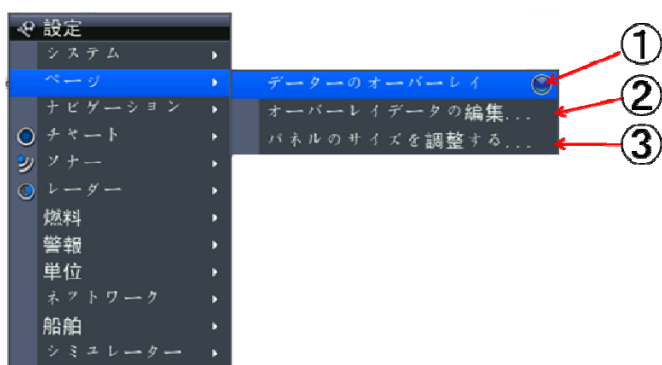 設定
システム
ページ
ナビゲーション
チャート
ソナー
レーダー
燃料
警報
単位
ネットワーク
船舶
シミュレーター
データーのオーバーレイ
オーバーレイデータの編集...
パネルのサイズを調整する...
①
②
③